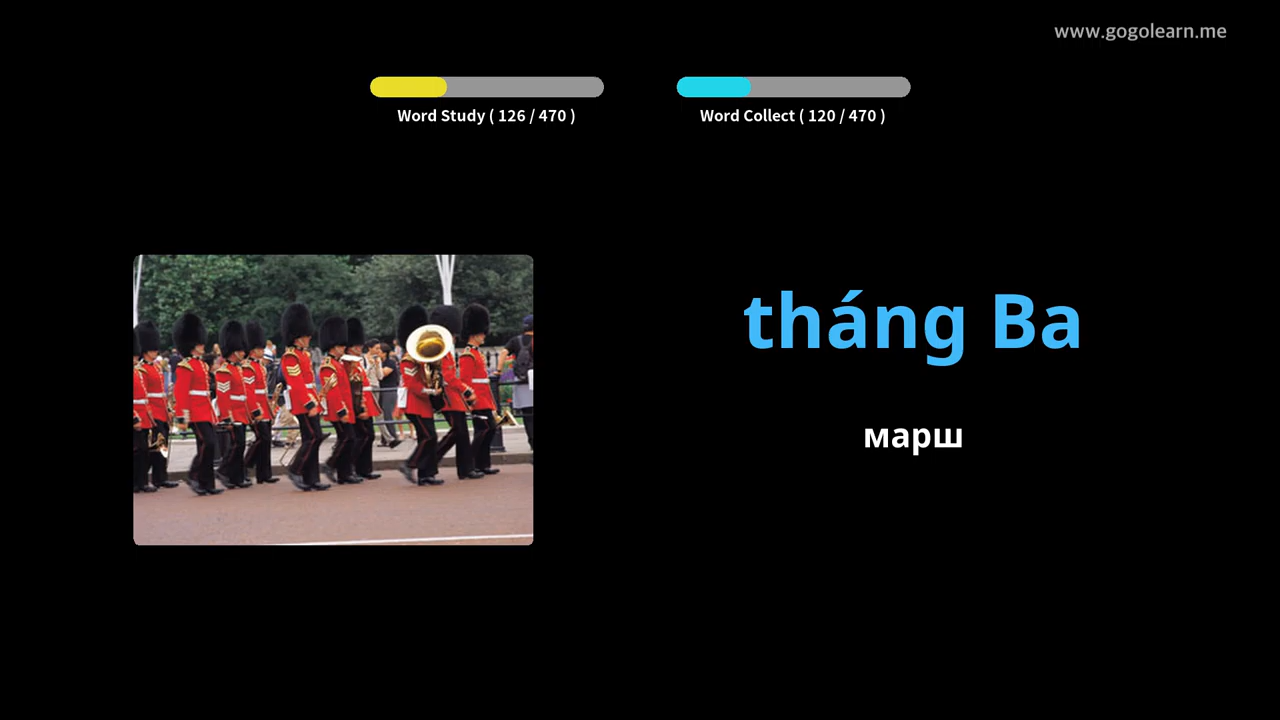 www.gogolearn.me
Word Study ( 126 / 470 )
Word Collect ( 120 / 470 )
tháng Ba
марш